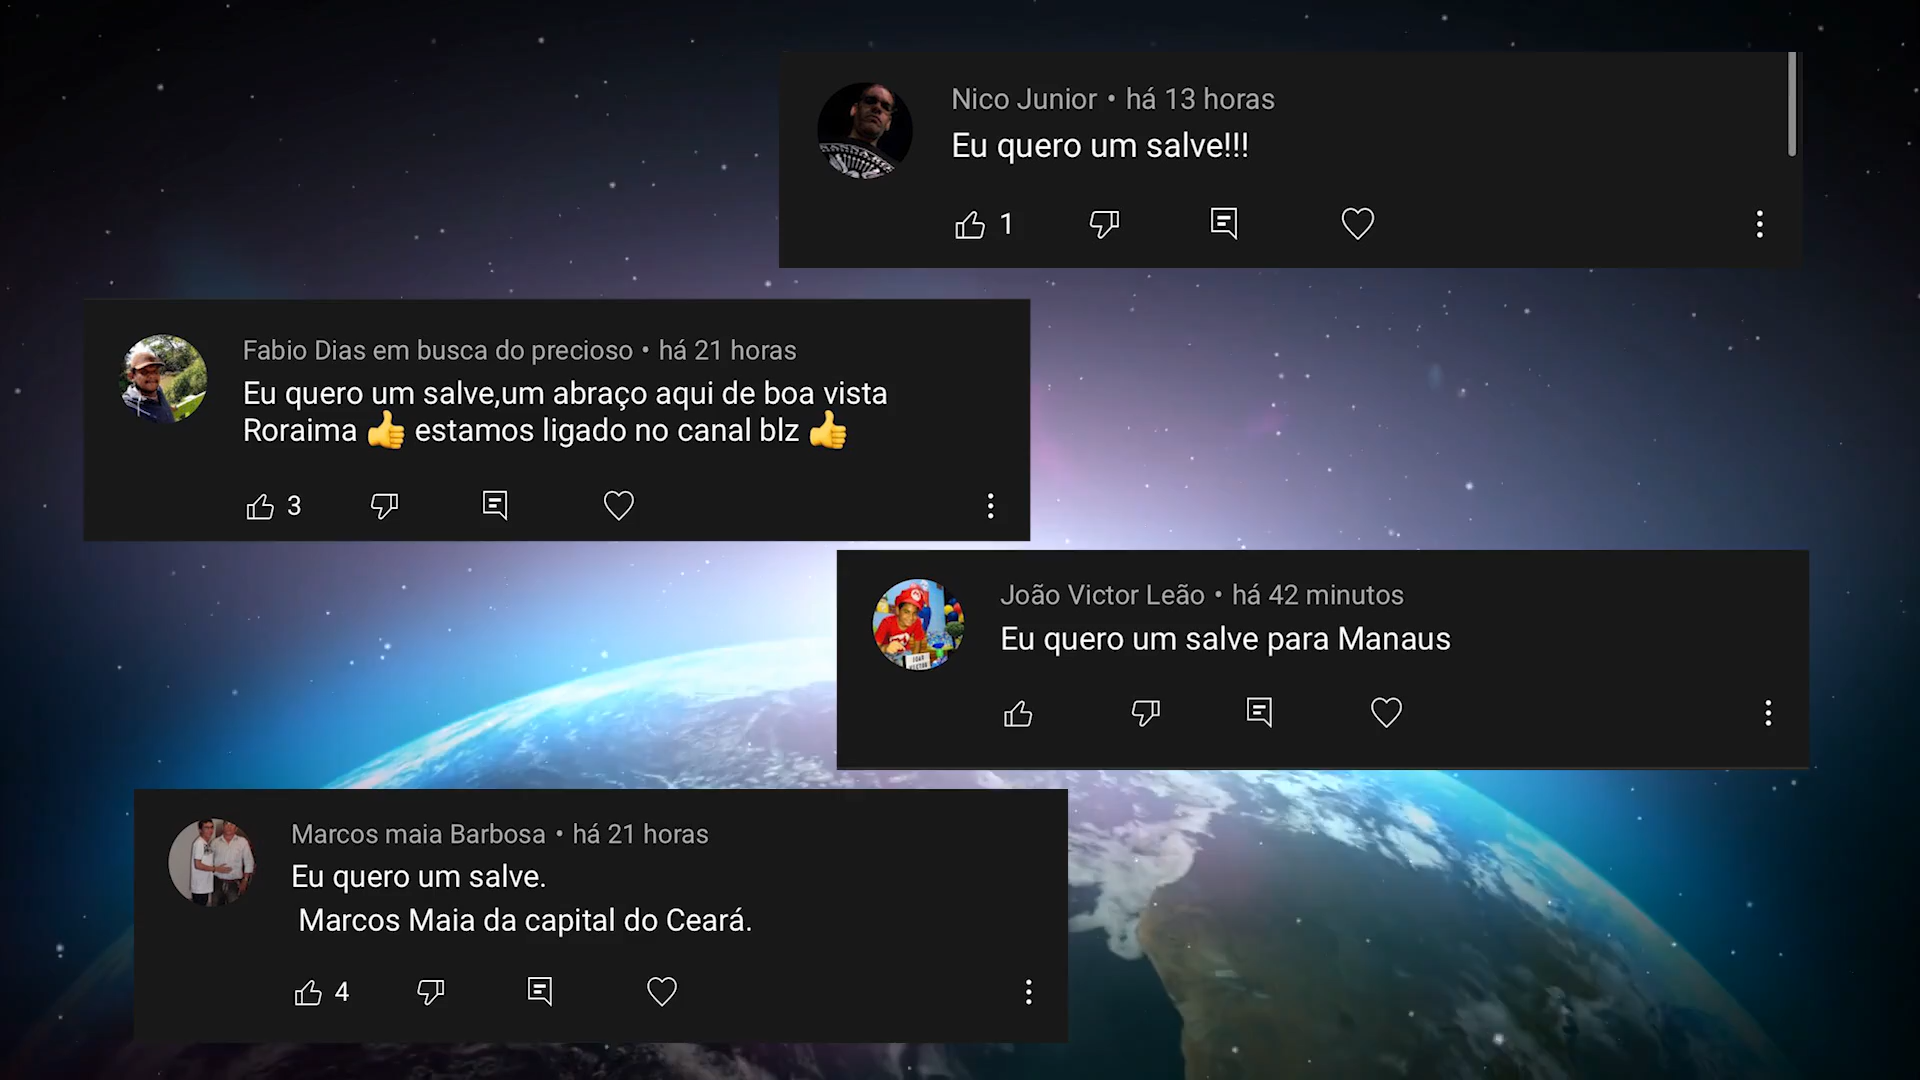 Nico Junior • há 13 horas
Eu quero um salve!!!
1
Fabio Dias em busca do precioso • há 21 horas
Eu quero um salve,um abraço aqui de boa vista
Roraima 👍 estamos ligado no canal blz 👍
3
João Victor Leão • há 42 minutos
Eu quero um salve para Manaus
Marcos maia Barbosa • há 21 horas
Eu quero um salve.
Marcos Maia da capital do Ceará.
4